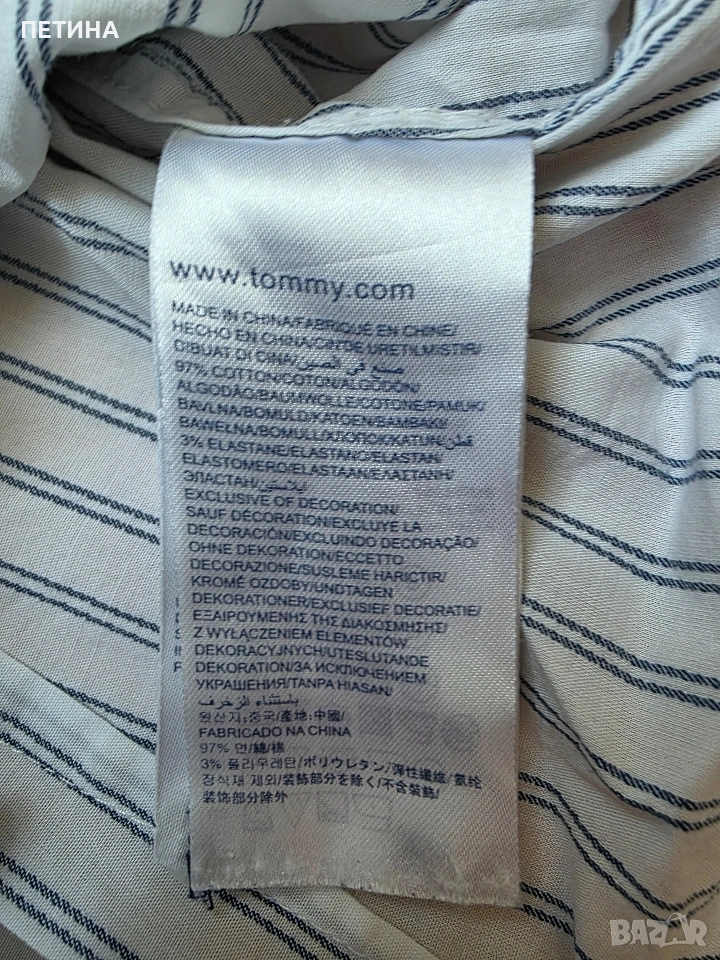 ПЕТИНА
www.tommy.com
MADE IN CHINA/FABRIQUÉ EN CHINE/
HECHO EN CHINA/CIN'DE URETILMISTIR/
DIBUAT DI CINA/صنع في الصين
97% COTTON/COTON/ALGODÓN/
ALGODÃO/BAUMWOLLE/COTONE/PAMUK/
BAVLNA/BOMULD/KATOEN/BAMBAKI/
BAWEŁNA/BOMULL/ХЛОПОК/KATUN/قطن
3% ELASTANE/ELASTANO/ELASTAN/
ELASTOMERO/ELASTAAN/ΕΛΑΣΤΑΝΗ/
ЭЛАСТАН/إيلاستين
EXCLUSIVE OF DECORATION/
SAUF DÉCORATION/EXCLUYE LA
DECORACIÓN/EXCLUINDO DECORAÇÃO/
OHNE DEKORATION/ECCETTO
DECORAZIONE/SUSLEME HARICTIR/
KROMĚ OZDOBY/UNDTAGEN
DEKORATIONER/EXCLUSIEF DECORATIE/
ΕΞΑΙΡΟΥΜΕΝΗΣ ΤΗΣ ΔΙΑΚΟΣΜΗΣΗΣ/
Z WYŁĄCZENIEM ELEMENTÓW
DEKORACYJNYCH/UTESLUTANDE
DEKORATION/ЗА ИСКЛЮЧЕНИЕМ
УКРАШЕНИЯ/TANPA HIASAN/
باستثناء الزخرف
원산지:중국/產地:中國/
FABRICADO NA CHINA
97% 면/綿/棉
3% 폴리우레탄/ポリウレタン/弹性纖維/氨纶
장식재 제외/装飾部分を除く/不含裝飾/
装饰部分除外
BAZAR